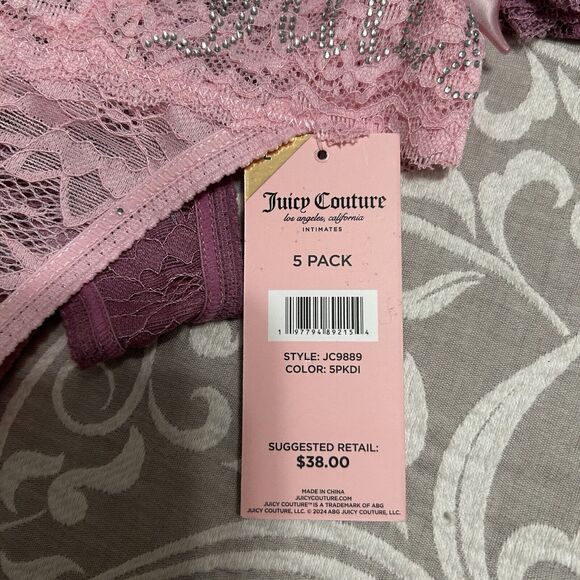 Juicy Couture
los angeles, california
INTIMATES
5 PACK
1 97794 89215 4
STYLE: JC9889
COLOR: 5PKDI
SUGGESTED RETAIL:
$38.00
MADE IN CHINA
JUICYCOUTURE.COM
JUICY COUTURE™ IS A TRADEMARK OF ABG
JUICY COUTURE, LLC. © 2024 ABG JUICY COUTURE, LLC.